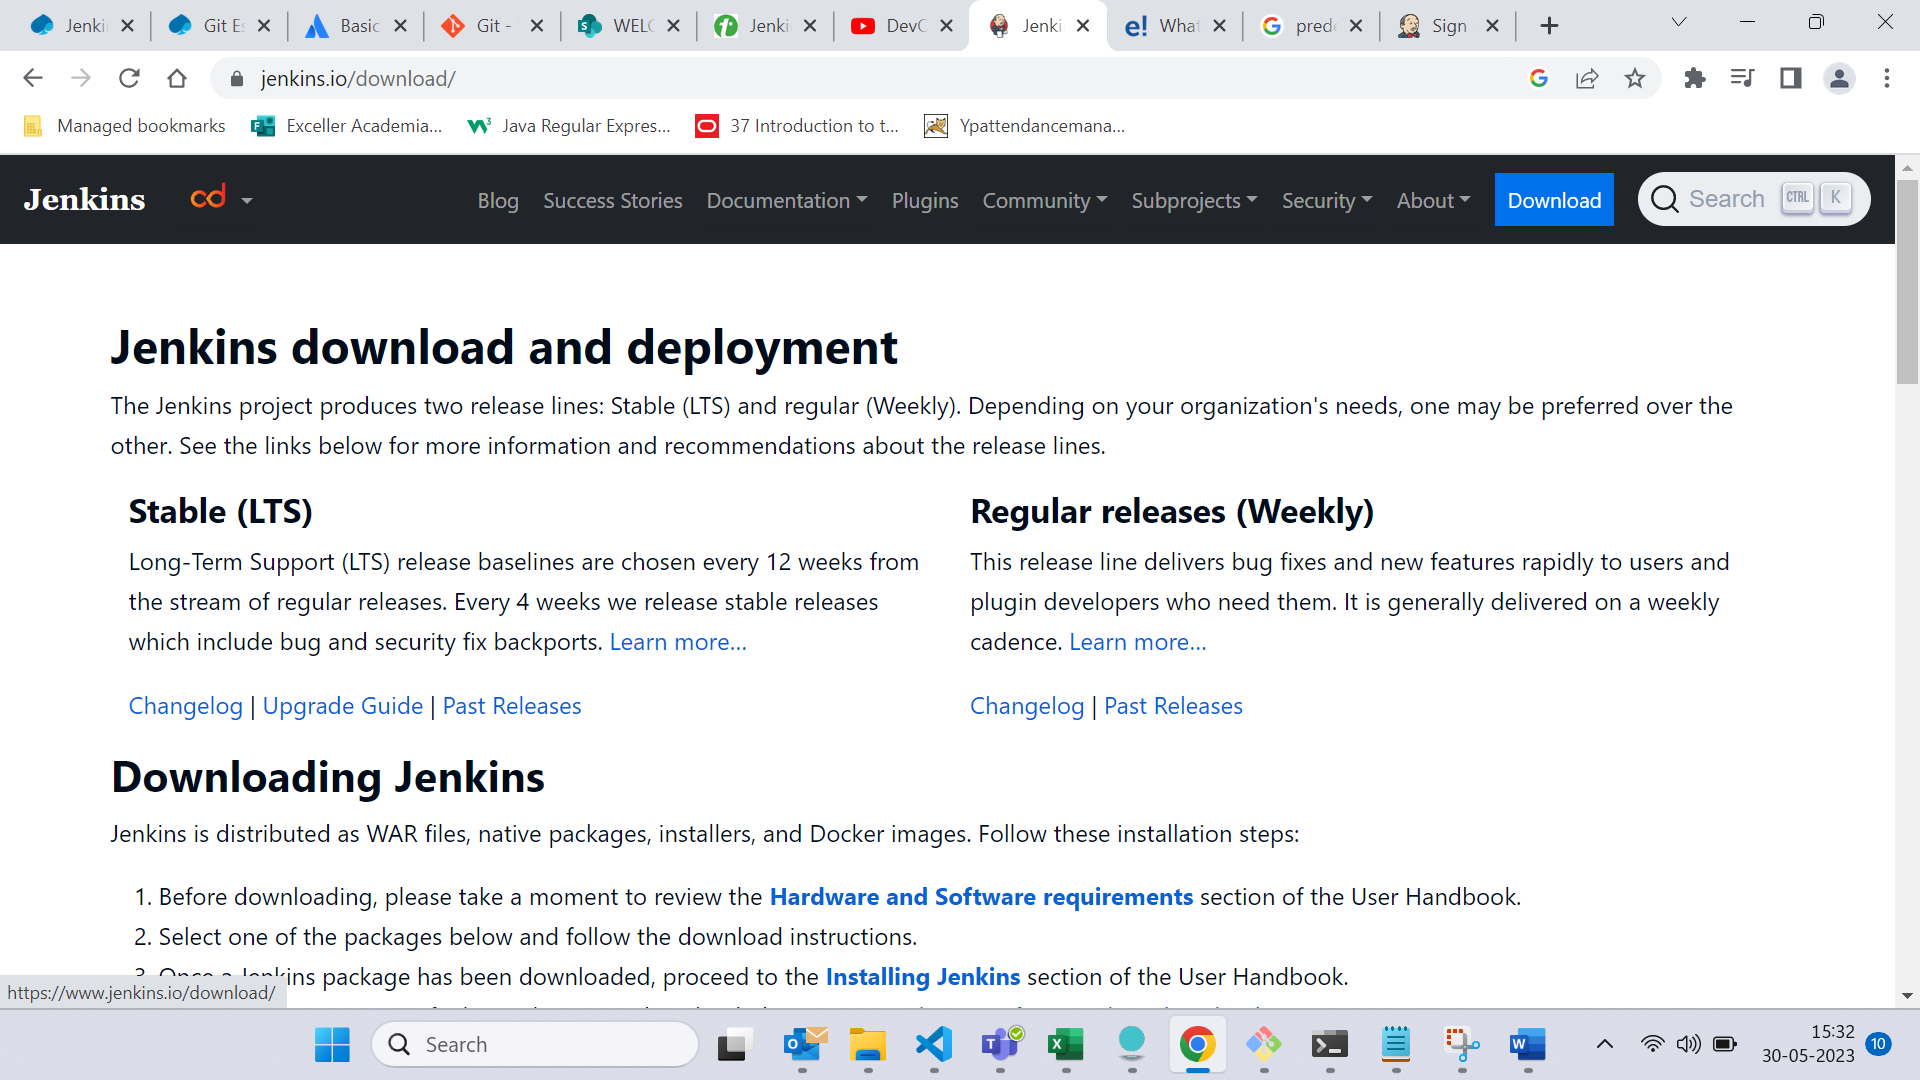 Jenki
Git Es
Basic
Git -
WELC
Jenki
DevC
Jenki
What
prede
Sign
jenkins.io/download/
Managed bookmarks
Exceller Academia...
Java Regular Expres...
37 Introduction to t...
Ypattendancemana...
Jenkins
Blog
Success Stories
Documentation
Plugins
Community
Subprojects
Security
About
Download
Search
CTRL
K
Jenkins download and deployment
The Jenkins project produces two release lines: Stable (LTS) and regular (Weekly). Depending on your organization's needs, one may be preferred over the
other. See the links below for more information and recommendations about the release lines.
Stable (LTS)
Long-Term Support (LTS) release baselines are chosen every 12 weeks from
the stream of regular releases. Every 4 weeks we release stable releases
which include bug and security fix backports. Learn more...
Changelog | Upgrade Guide | Past Releases
Regular releases (Weekly)
This release line delivers bug fixes and new features rapidly to users and
plugin developers who need them. It is generally delivered on a weekly
cadence. Learn more...
Changelog | Past Releases
Downloading Jenkins
Jenkins is distributed as WAR files, native packages, installers, and Docker images. Follow these installation steps:
1. Before downloading, please take a moment to review the Hardware and Software requirements section of the User Handbook.
2. Select one of the packages below and follow the download instructions.
3. Once a Jenkins package has been downloaded, proceed to the Installing Jenkins section of the User Handbook.
https://www.jenkins.io/download/
Search
15:32
30-05-2023
10